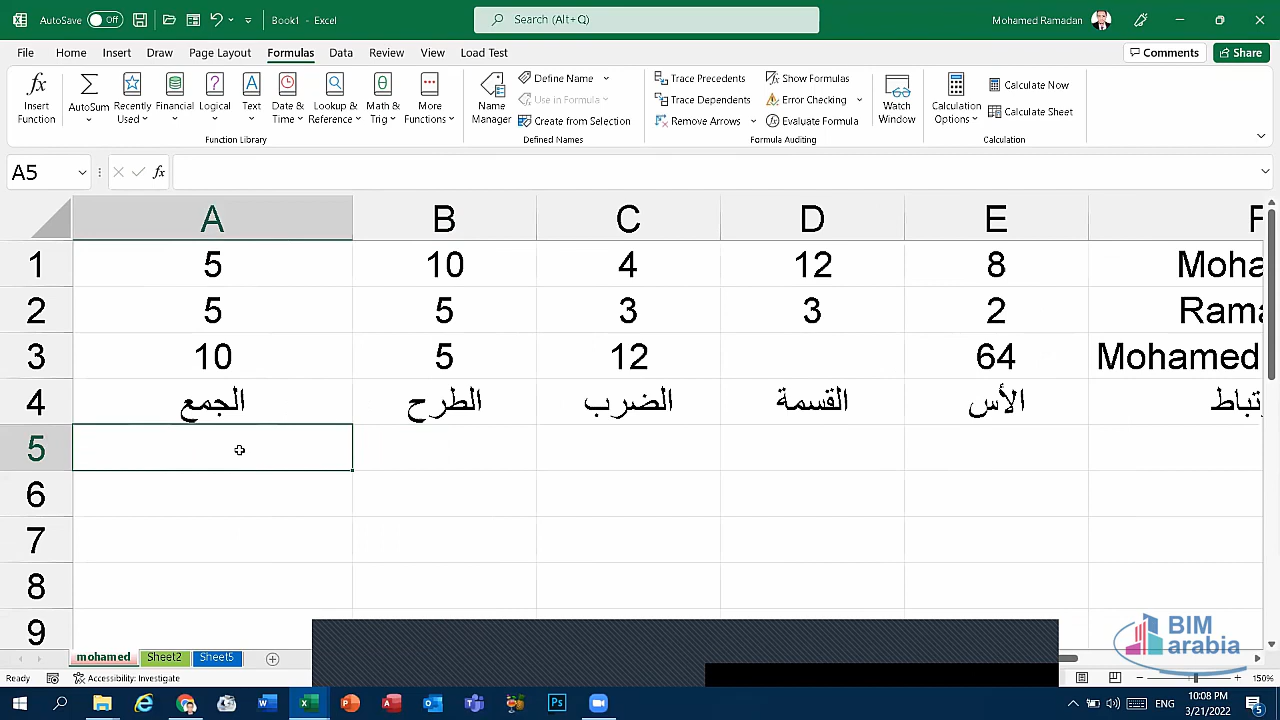 AutoSave Off Book1 - Excel Search (Alt+Q) Mohamed Ramadan
File Home Insert Draw Page Layout Formulas Data Review View Load Test Comments Share
Insert Function
AutoSum
Recently Used
Financial
Logical
Text
Date & Time
Lookup & Reference
Math & Trig
More Functions
Function Library
Name Manager
Define Name
Use in Formula
Create from Selection
Defined Names
Trace Precedents
Trace Dependents
Remove Arrows
Show Formulas
Error Checking
Evaluate Formula
Formula Auditing
Watch Window
Calculation Options
Calculate Now
Calculate Sheet
Calculation
A5 fx
A B C D E F
1 5 10 4 12 8 Moha
2 5 5 3 3 2 Rama
3 10 5 12 64 Mohamed
4 الجمع الطرح الضرب القسمة الأس
5
6
7
8
9
BIM
arabia
mohamed Sheet2 Sheet5
Ready Accessibility: Investigate 150%
ENG 10:08 PM
3/21/2022 5